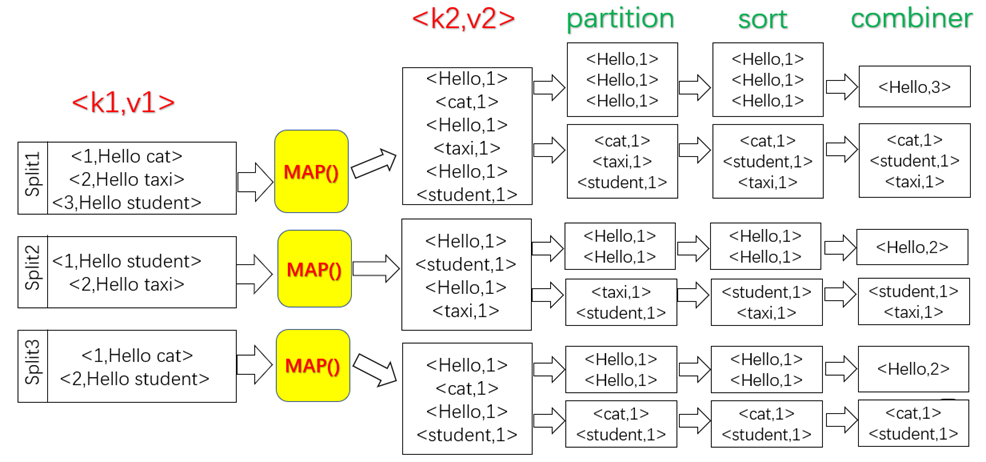 <k1,v1>
<k2,v2>
partition
sort
combiner
Split1
<1,Hello cat>
<2,Hello taxi>
<3,Hello student>
MAP()
<Hello,1>
<cat,1>
<Hello,1>
<taxi,1>
<Hello,1>
<student,1>
<Hello,1>
<Hello,1>
<Hello,1>
<Hello,1>
<Hello,1>
<Hello,1>
<Hello,3>
<cat,1>
<taxi,1>
<student,1>
<cat,1>
<student,1>
<taxi,1>
<cat,1>
<student,1>
<taxi,1>
Split2
<1,Hello student>
<2,Hello taxi>
MAP()
<Hello,1>
<student,1>
<Hello,1>
<taxi,1>
<Hello,1>
<Hello,1>
<Hello,1>
<Hello,1>
<Hello,2>
<taxi,1>
<student,1>
<student,1>
<taxi,1>
<student,1>
<taxi,1>
Split3
<1,Hello cat>
<2,Hello student>
MAP()
<Hello,1>
<cat,1>
<Hello,1>
<student,1>
<Hello,1>
<Hello,1>
<Hello,1>
<Hello,1>
<Hello,2>
<cat,1>
<student,1>
<cat,1>
<student,1>
<cat,1>
<student,1>